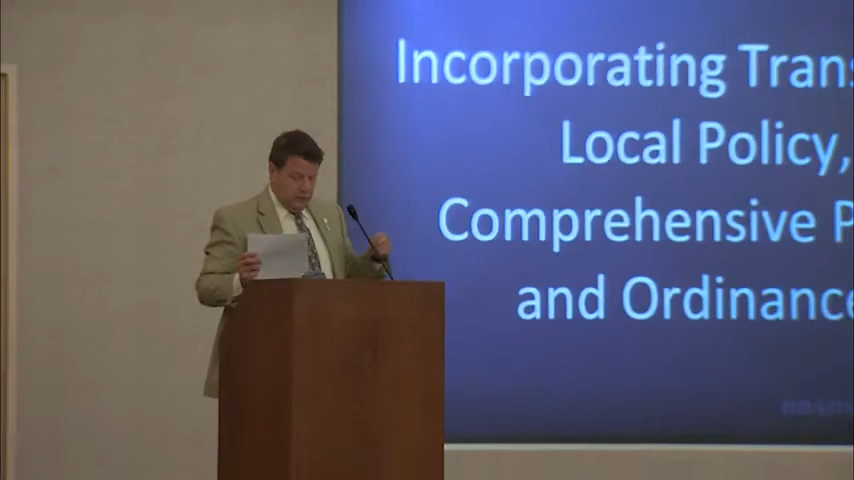 Incorporating Trans
Local Policy,
Comprehensive P
and Ordinance